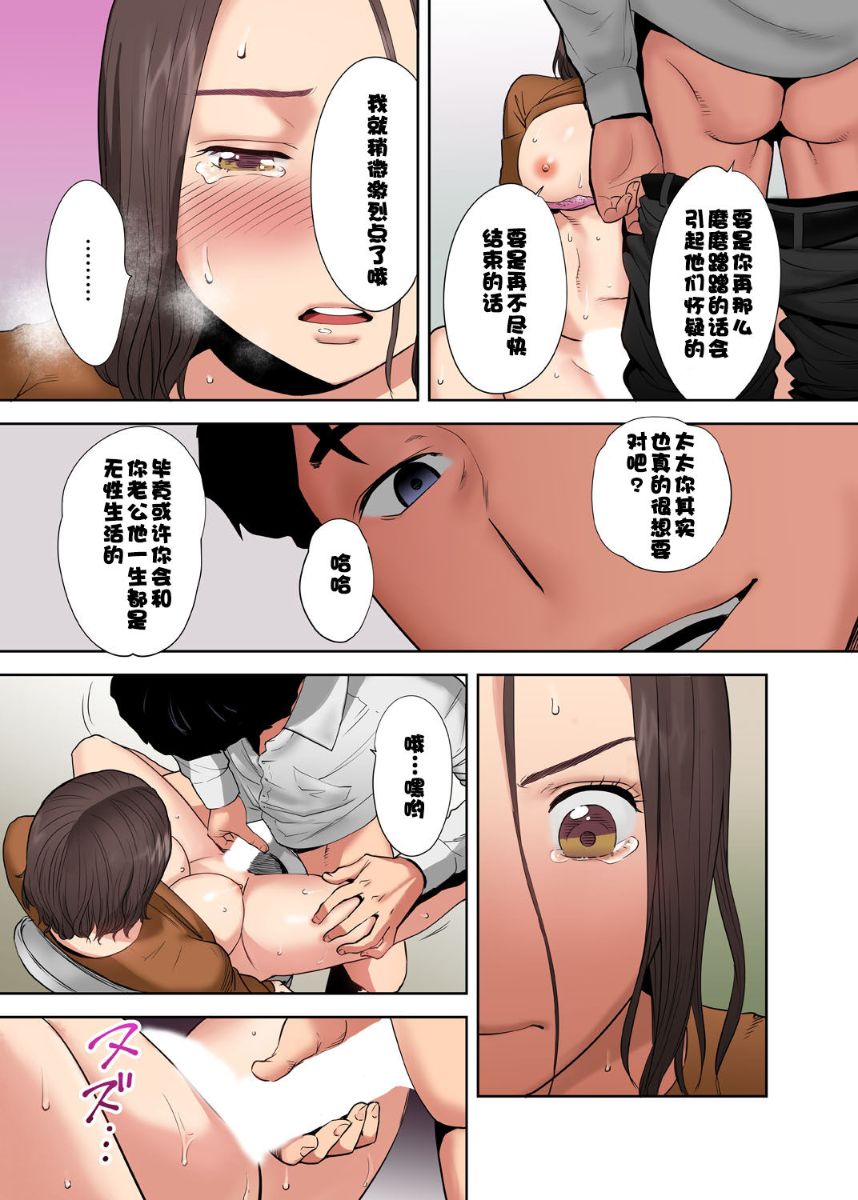 要是你再那么
磨磨蹭蹭的话会
引起他们怀疑的
要是再不尽快
结束的话
我就稍微激烈点了哦
………
太太你其实
也真的很想要
对吧？
哈哈
毕竟或许你会和
你老公他一生都是
无性生活的
哦…嘿哟
ヌズ…